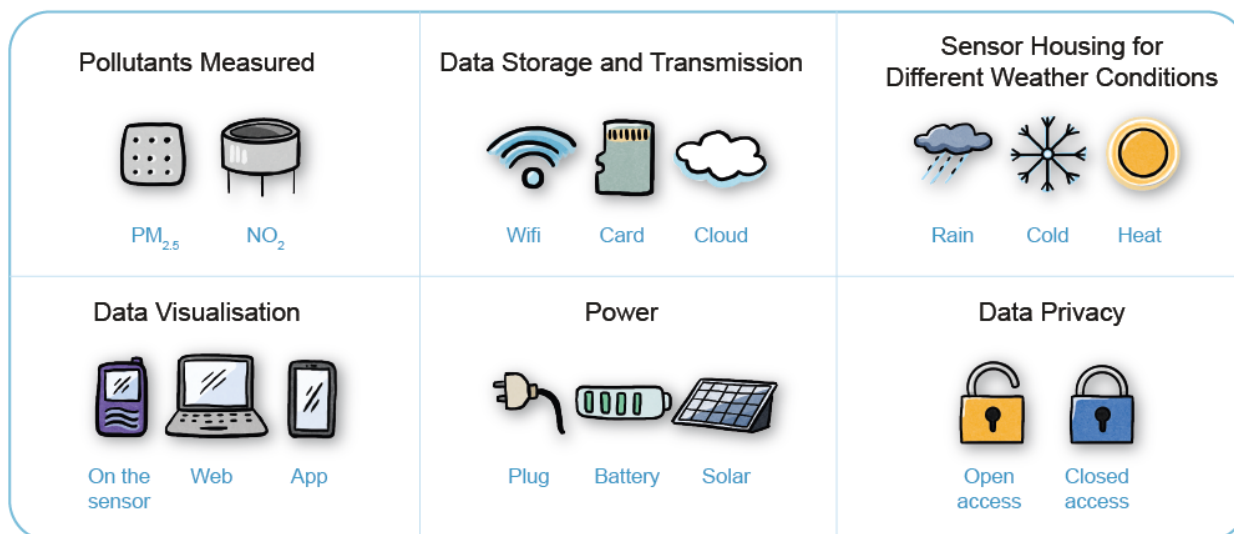 Pollutants Measured
PM2.5
NO2
Data Storage and Transmission
Wifi
Card
Cloud
Sensor Housing for
Different Weather Conditions
Rain
Cold
Heat
Data Visualisation
On the
sensor
Web
App
Power
Plug
Battery
Solar
Data Privacy
Open
access
Closed
access